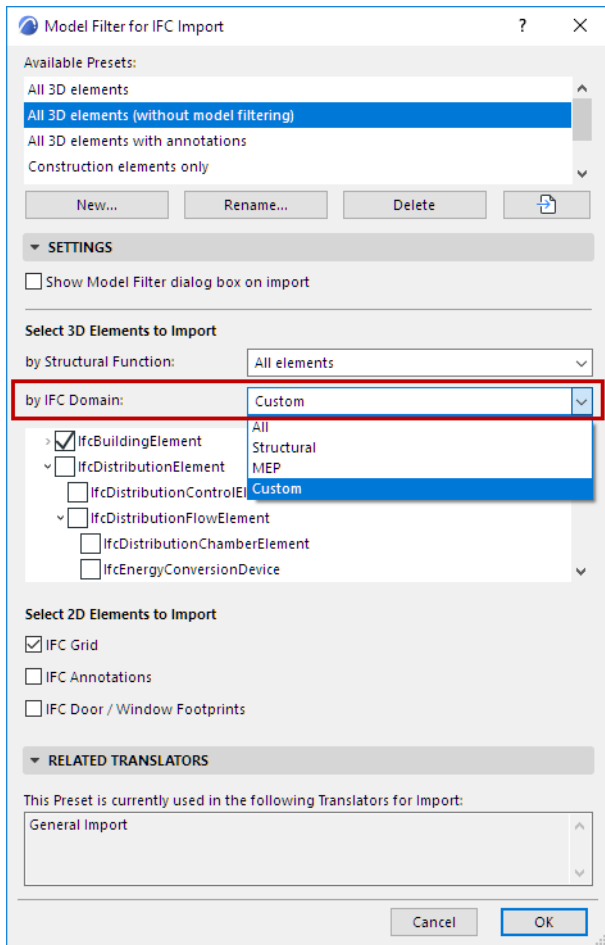 Model Filter for IFC Import
?
Available Presets:
All 3D elements
All 3D elements (without model filtering)
All 3D elements with annotations
Construction elements only
New... Rename... Delete
SETTINGS
Show Model Filter dialog box on import
Select 3D Elements to Import
by Structural Function: All elements
by IFC Domain: Custom
All
IfcBuildingElement
Structural
IfcDistributionElement MEP
IfcDistributionControlEl Custom
IfcDistributionFlowElement
IfcDistributionChamberElement
IfcEnergyConversionDevice
Select 2D Elements to Import
IFC Grid
IFC Annotations
IFC Door / Window Footprints
RELATED TRANSLATORS
This Preset is currently used in the following Translators for Import:
General Import
Cancel OK